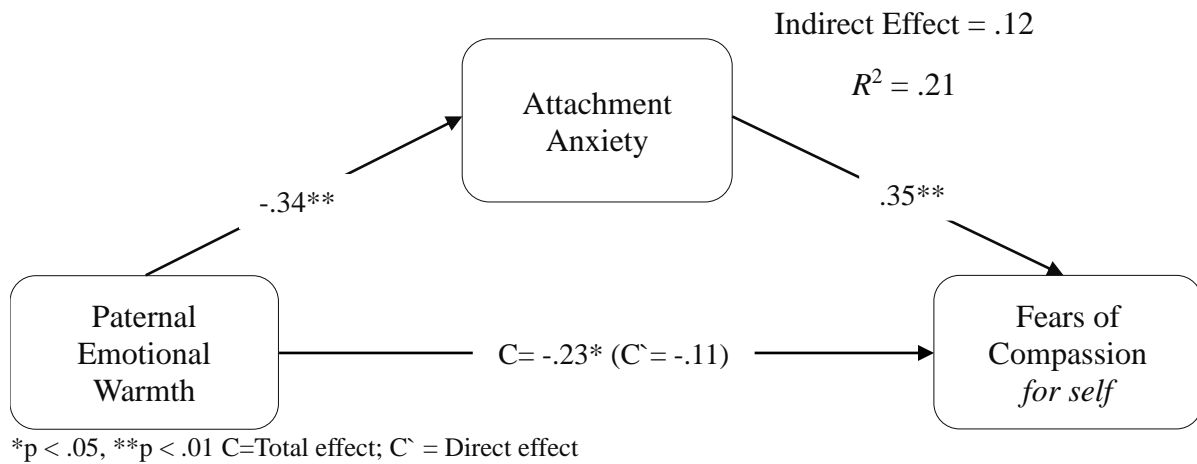 Indirect Effect = .12
R² = .21
Attachment
Anxiety
-.34**
.35**
Paternal
Emotional
Warmth
C= -.23* (C`= -.11)
Fears of
Compassion
for self
*p < .05, **p < .01 C=Total effect; C` = Direct effect